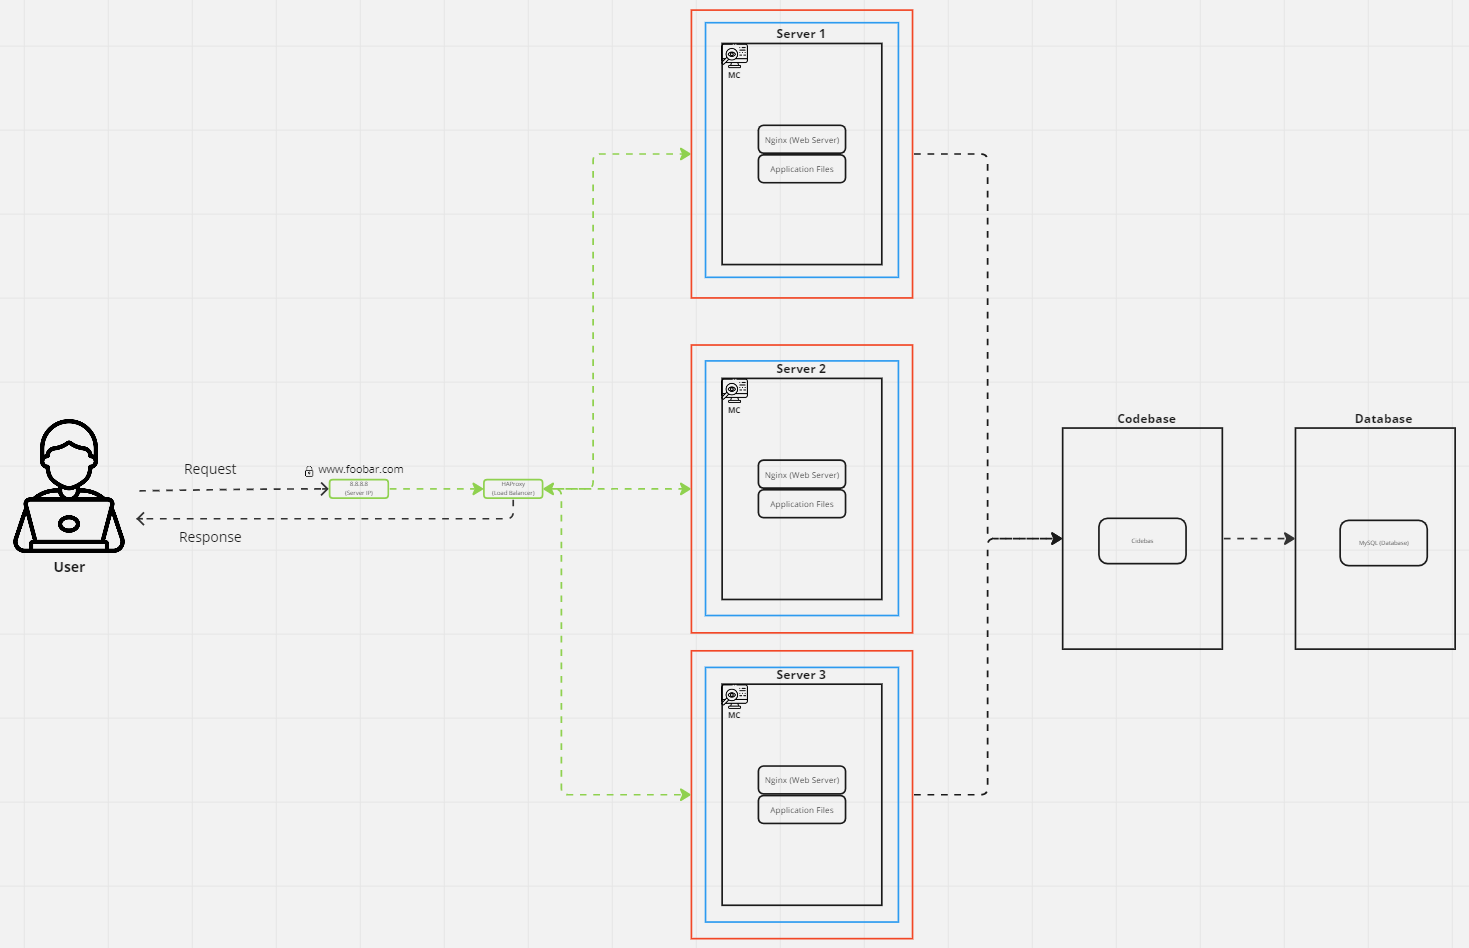 Server 1
MC
Nginx (Web Server)
Application Files
Server 2
MC
Nginx (Web Server)
Application Files
Request
www.foobar.com
8.8.8.8
(Server IP)
HAProxy
(Load Balancer)
Response
User
Codebase
Cidebas
Database
MySQL (Database)
Server 3
MC
Nginx (Web Server)
Application Files